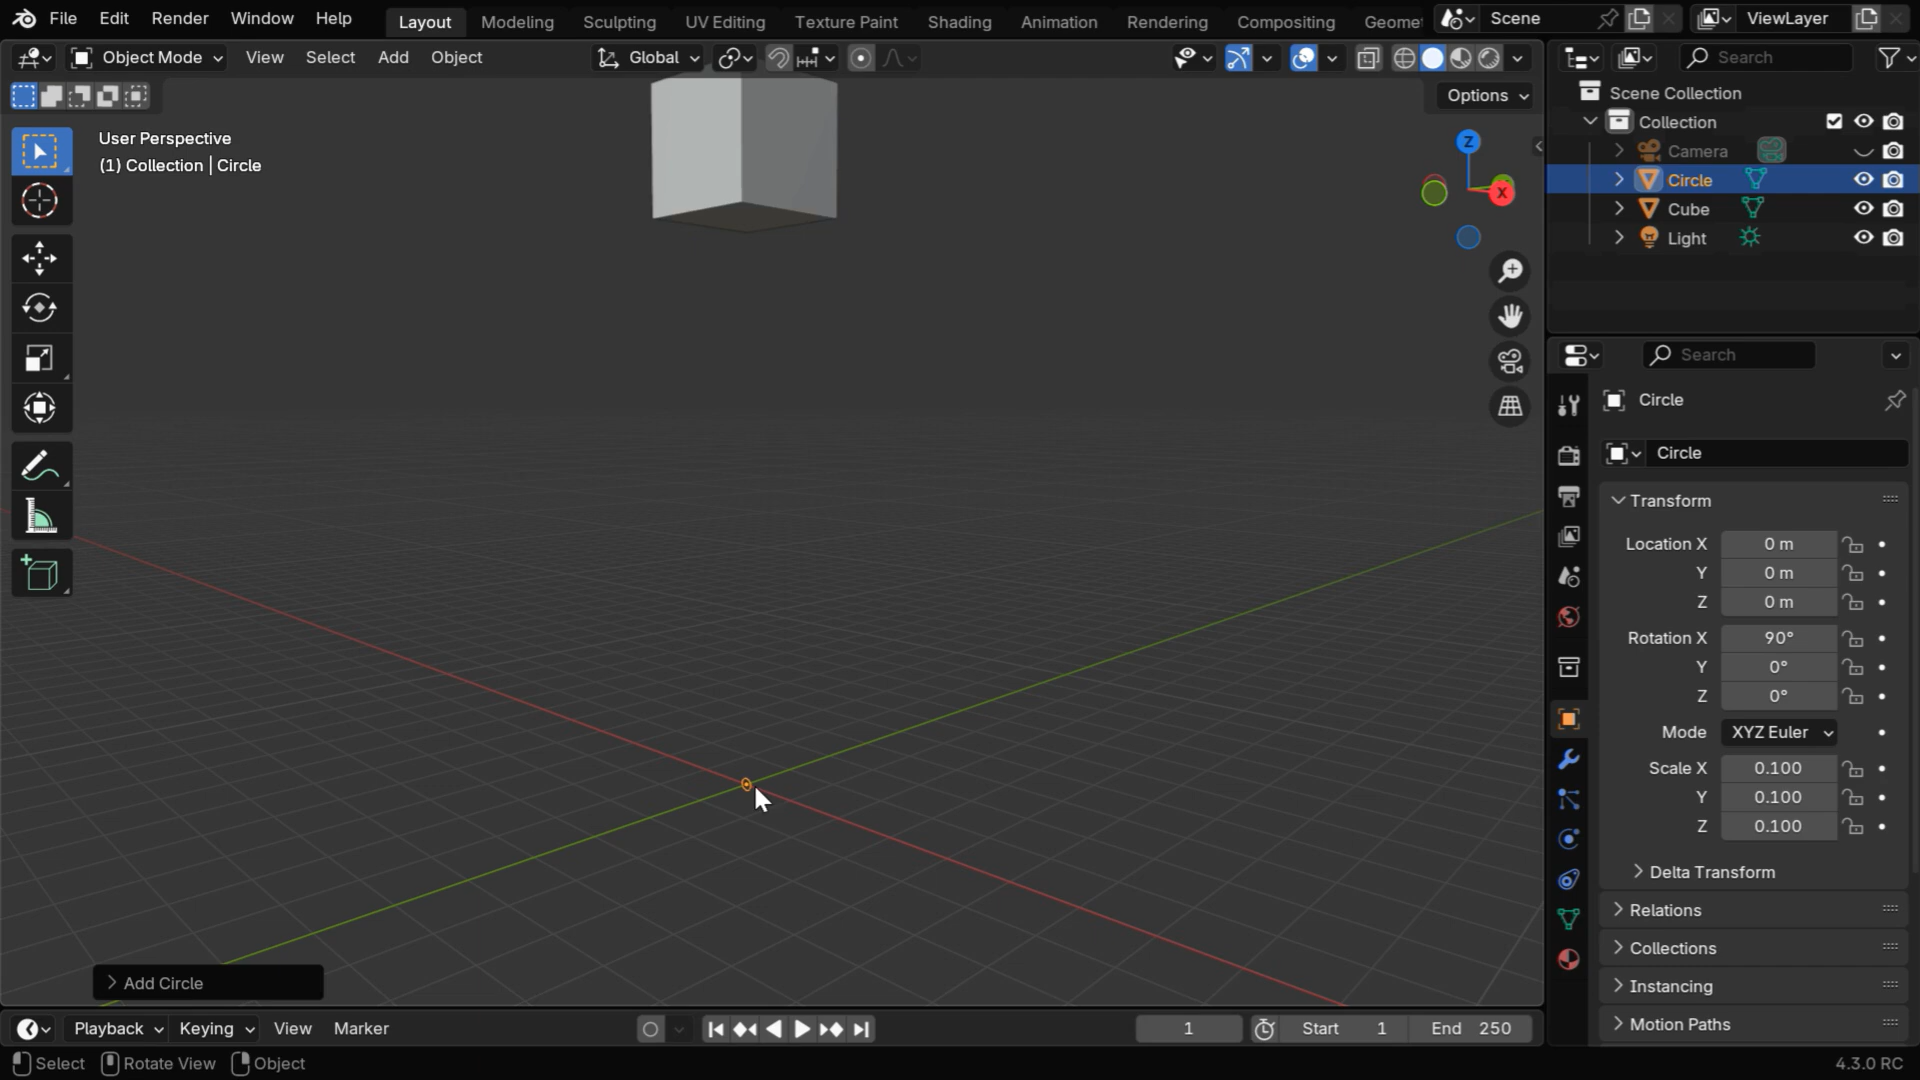 File Edit Render Window Help Layout Modeling Sculpting UV Editing Texture Paint Shading Animation Rendering Compositing Geomet Scene ViewLayer
Object Mode View Select Add Object Global Search
Options
User Perspective
(1) Collection | Circle
Z
X
Scene Collection
Collection
Camera
Circle
Cube
Light
Search
Circle
Circle
Transform
Location X 0 m
Y 0 m
Z 0 m
Rotation X 90°
Y 0°
Z 0°
Mode XYZ Euler
Scale X 0.100
Y 0.100
Z 0.100
Delta Transform
Relations
Collections
Instancing
Motion Paths
Add Circle
Playback Keying View Marker 1 Start 1 End 250
Select Rotate View Object 4.3.0 RC